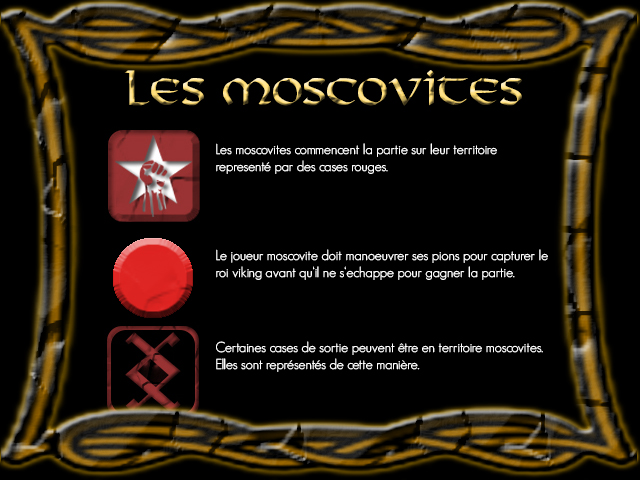 Les moscovites
Les moscovites commencent la partie sur leur territoire
representé par des cases rouges.
Le joueur moscovite doit manoeuvrer ses pions pour capturer le
roi viking avant qu'il ne s'echappe pour gagner la partie.
Certaines cases de sortie peuvent être en territoire moscovites.
Elles sont représentés de cette manière.